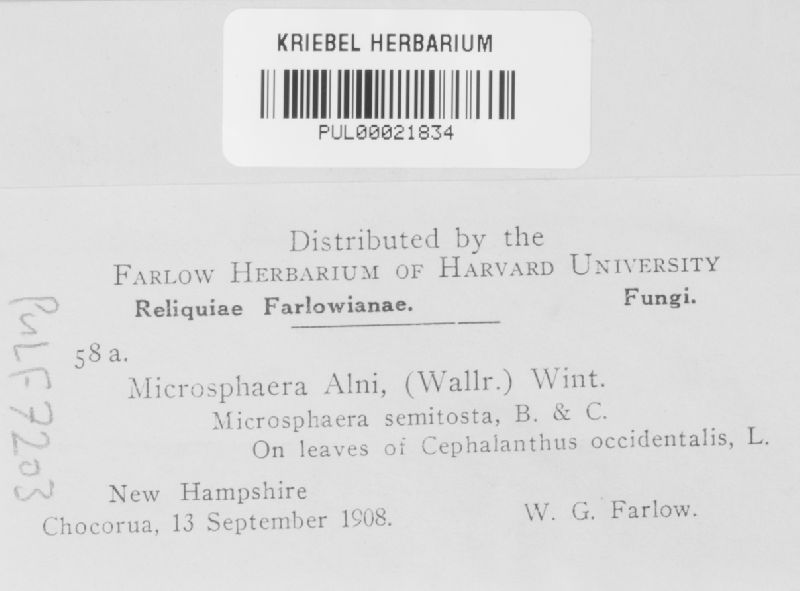 KRIEBEL HERBARIUM
PUL00021834
Distributed by the
FARLOW HERBARIUM OF HARVARD UNIVERSITY
Reliquiae Farlowianae. Fungi.
58 a.
Microsphaera Alni, (Wallr.) Wint.
Microsphaera semitosta, B. & C.
On leaves of Cephalanthus occidentalis, L.
New Hampshire
Chocorua, 13 September 1908. W. G. Farlow.
PUL F7203